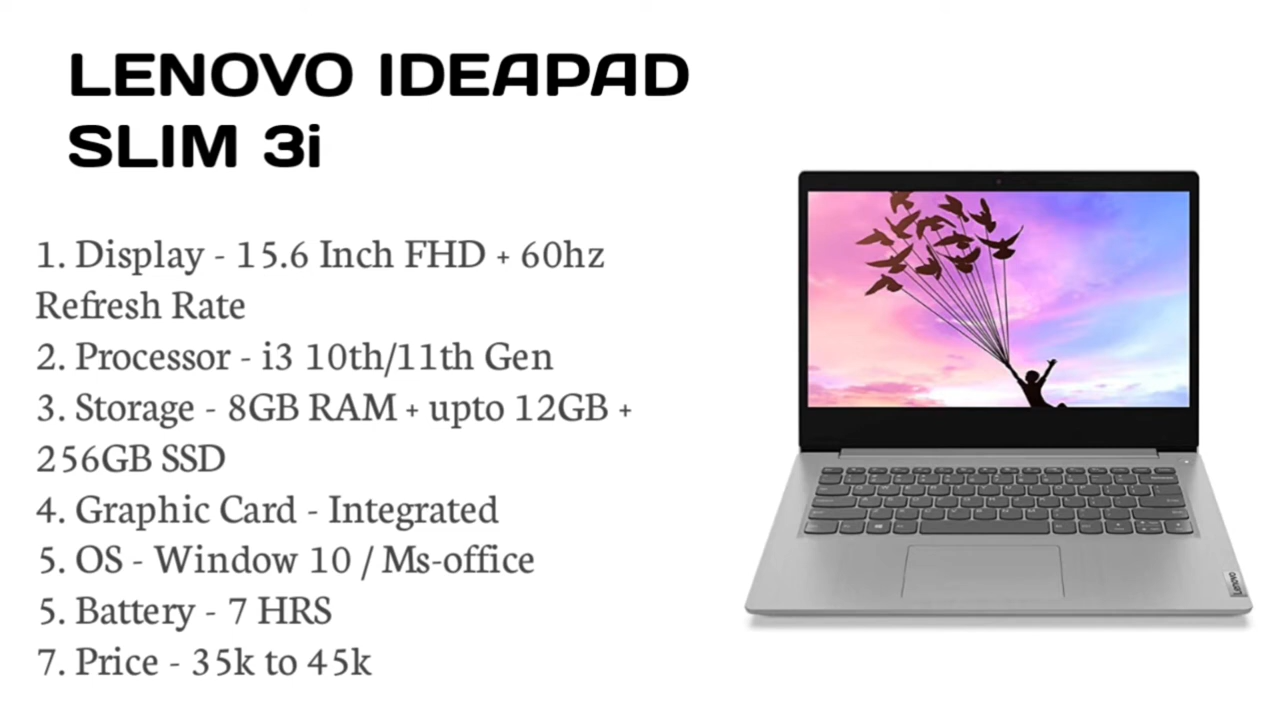 LENOVO IDEAPAD
SLIM 3i
1. Display - 15.6 Inch FHD + 60hz
Refresh Rate
2. Processor - i3 10th/11th Gen
3. Storage - 8GB RAM + upto 12GB +
256GB SSD
4. Graphic Card - Integrated
5. OS - Window 10 / Ms-office
5. Battery - 7 HRS
7. Price - 35k to 45k
Lenovo